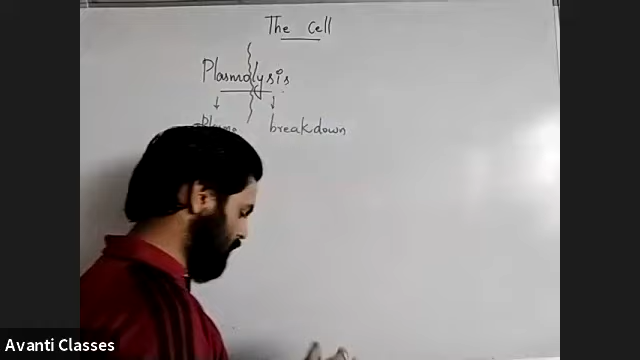 The Cell
Plasmolysis
breakdown
Avanti Classes